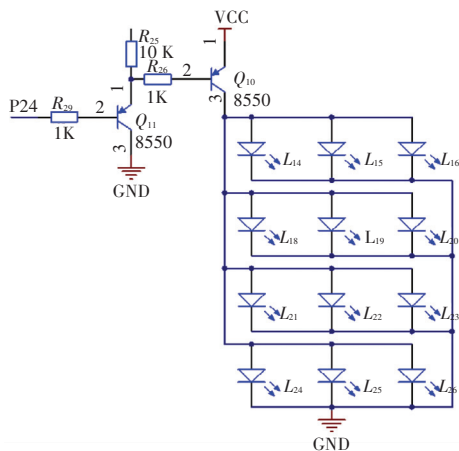 VCC
R25
10 K
R26
1K
1
2
Q10
8550
3
P24
R29
1K
1
2
Q11
8550
3
GND
L14
L15
L16
L18
L19
L20
L21
L22
L23
L24
L25
L26
GND